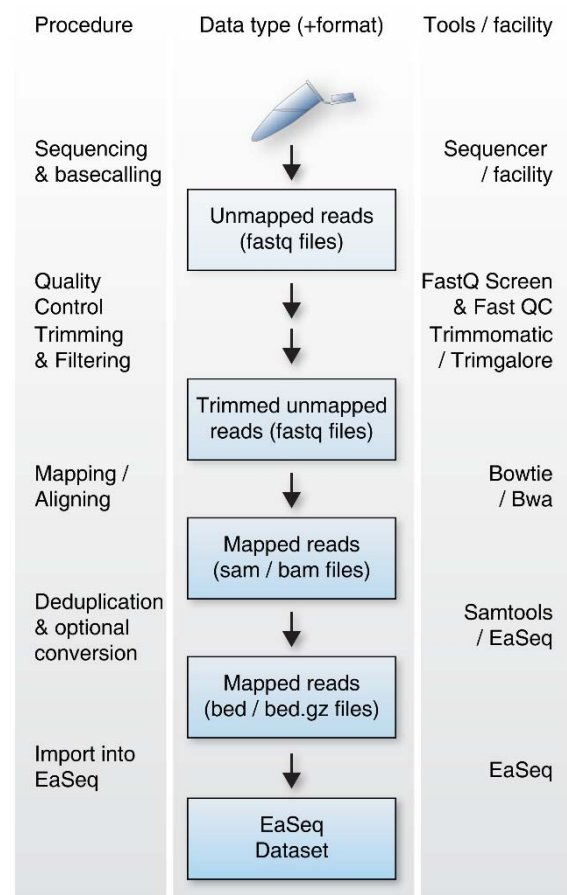 Procedure
Data type (+format)
Tools / facility
Sequencing
& basecalling
Sequencer
/ facility
Unmapped reads
(fastq files)
Quality
Control
Trimming
& Filtering
FastQ Screen
& Fast QC
Trimmomatic
/ Trimgalore
Trimmed unmapped
reads (fastq files)
Mapping /
Aligning
Bowtie
/ Bwa
Mapped reads
(sam / bam files)
Deduplication
& optional
conversion
Samtools
/ EaSeq
Mapped reads
(bed / bed.gz files)
Import into
EaSeq
EaSeq
EaSeq
Dataset